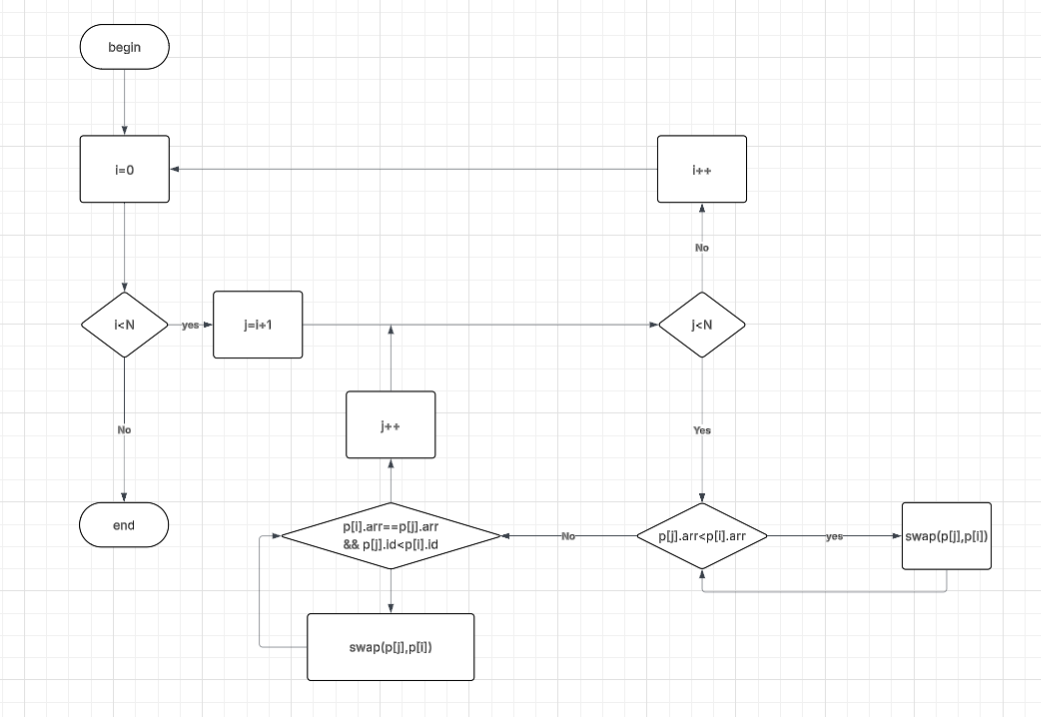 begin
i=0
i++
No
i<N
yes
j=i+1
j<N
No
j++
Yes
end
p[i].arr==p[j].arr
&& p[j].id<p[i].id
No
p[j].arr<p[i].arr
yes
swap(p[j],p[i])
swap(p[j],p[i])